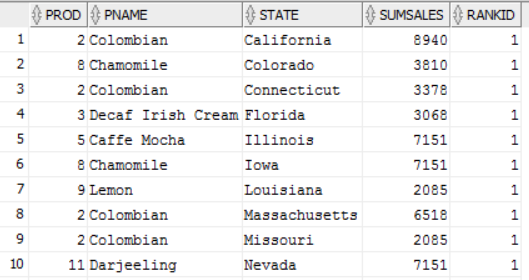 PROD PNAME STATE SUMSALES RANKID
1 2 Colombian California 8940 1
2 8 Chamomile Colorado 3810 1
3 2 Colombian Connecticut 3378 1
4 3 Decaf Irish Cream Florida 3068 1
5 5 Caffe Mocha Illinois 7151 1
6 8 Chamomile Iowa 7151 1
7 9 Lemon Louisiana 2085 1
8 2 Colombian Massachusetts 6518 1
9 2 Colombian Missouri 2085 1
10 11 Darjeeling Nevada 7151 1